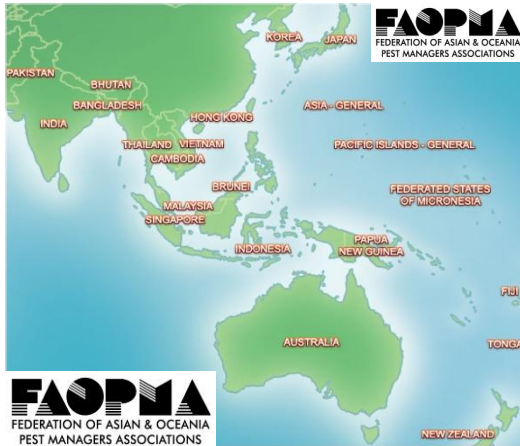 FAOPMA
FEDERATION OF ASIAN & OCEANIA
PEST MANAGERS ASSOCIATIONS
KOREA
JAPAN
PAKISTAN
BHUTAN
BANGLADESH
INDIA
HONG KONG
ASIA - GENERAL
THAILAND
VIETNAM
CAMBODIA
PACIFIC ISLANDS - GENERAL
BRUNEI
FEDERATED STATES
OF MICRONESIA
MALAYSIA
SINGAPORE
INDONESIA
PAPUA
NEW GUINEA
FIJI
AUSTRALIA
TONGA
FAOPMA
FEDERATION OF ASIAN & OCEANIA
PEST MANAGERS ASSOCIATIONS
NEW ZEALAND